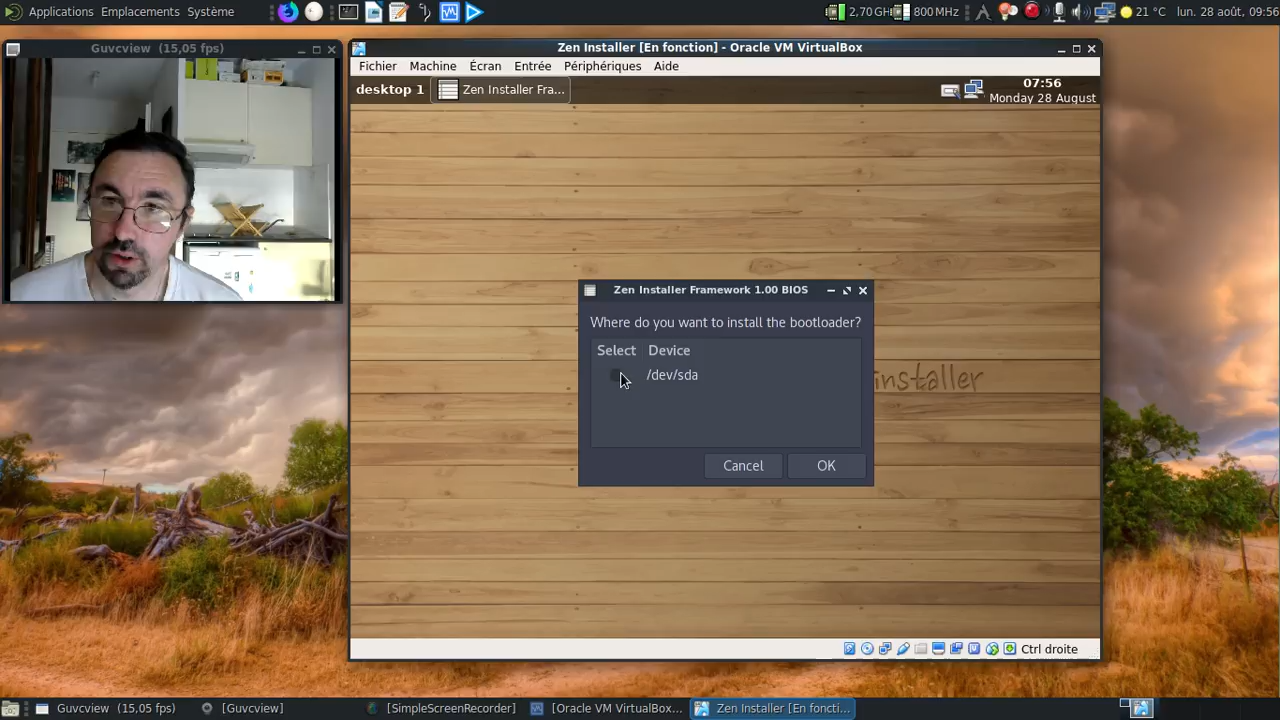 Applications Emplacements Système
2,70 GHz 800 MHz 21 °C lun. 28 août, 09:56
Guvcview (15,05 fps)
Zen Installer [En fonction] - Oracle VM VirtualBox
Fichier Machine Écran Entrée Périphériques Aide
desktop 1 Zen Installer Fra...
07:56
Monday 28 August
Zen Installer Framework 1.00 BIOS
Where do you want to install the bootloader?
Select Device
/dev/sda
installer
Cancel OK
Ctrl droite
Guvcview (15,05 fps) [Guvcview] [SimpleScreenRecorder] [Oracle VM VirtualBox... Zen Installer [En foncti...